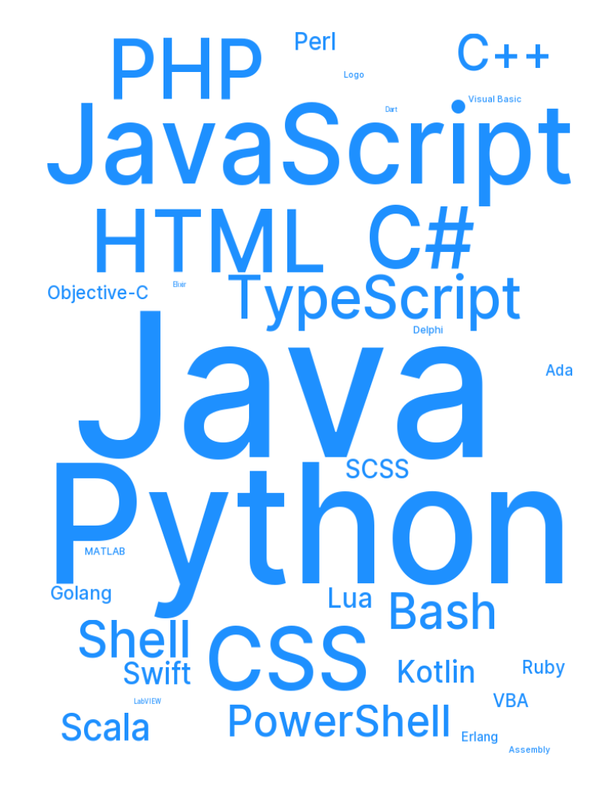 PHP
Perl
C++
Logo
Visual Basic
Dart
JavaScript
HTML
C#
Elixir
Objective-C
TypeScript
Delphi
Java
Ada
SCSS
Python
MATLAB
Golang
Lua
Bash
Shell
CSS
Swift
Kotlin
Ruby
LabVIEW
VBA
Scala
PowerShell
Erlang
Assembly